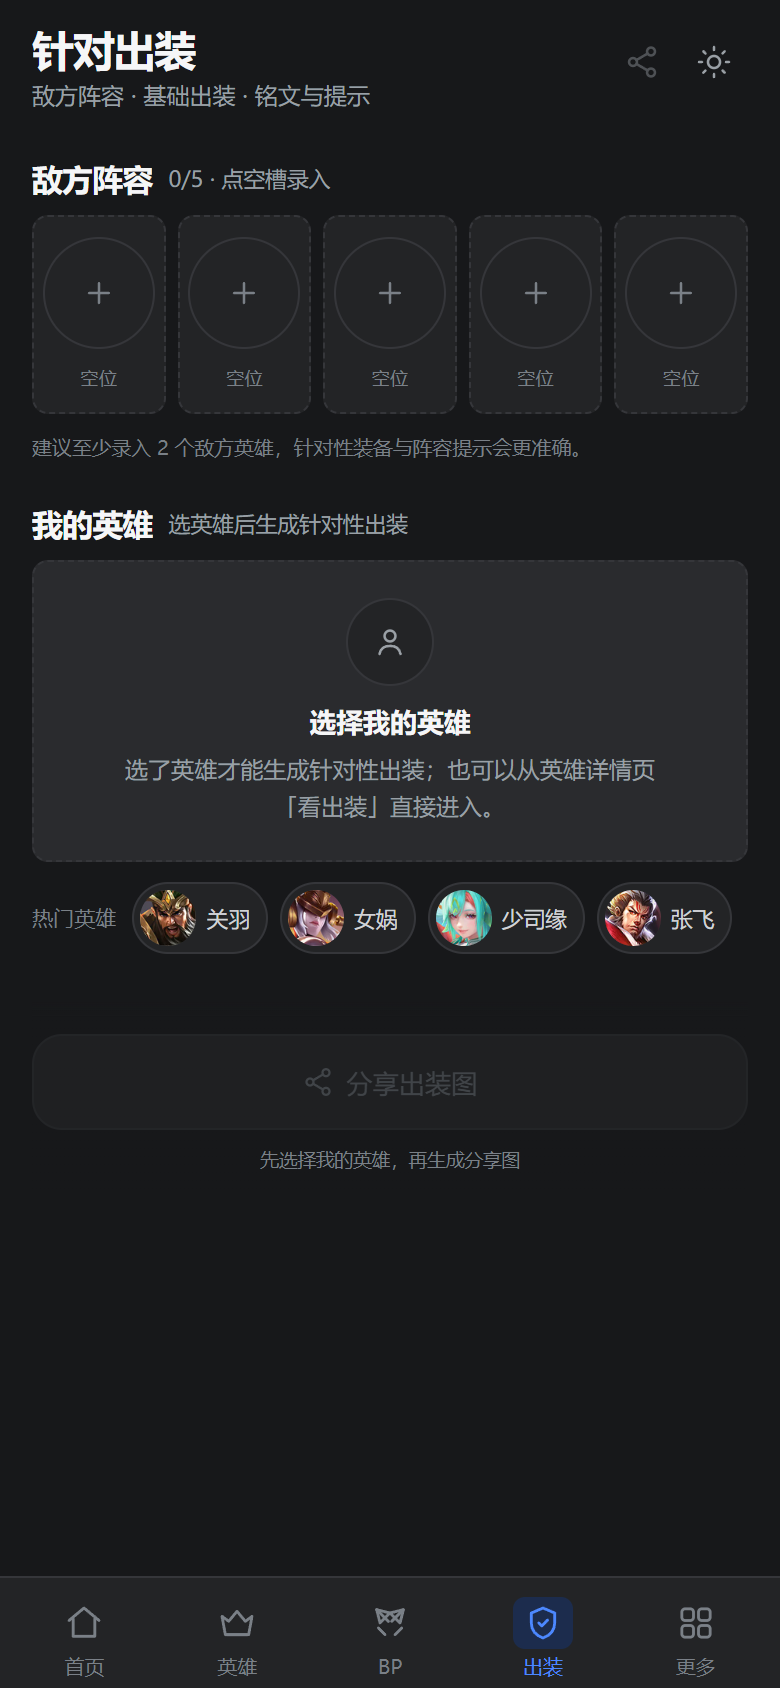 针对出装
敌方阵容 · 基础出装 · 铭文与提示
敌方阵容 0/5 · 点空槽录入
空位 空位 空位 空位 空位
建议至少录入 2 个敌方英雄，针对性装备与阵容提示会更准确。
我的英雄 选英雄后生成针对性出装
选择我的英雄
选了英雄才能生成针对性出装；也可以从英雄详情页
「看出装」直接进入。
热门英雄 关羽 女娲 少司缘 张飞
分享出装图
先选择我的英雄，再生成分享图
首页 英雄 BP 出装 更多